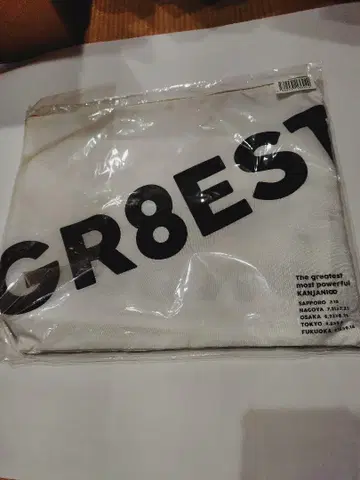 GR8EST
The greatest
most powerful
KANJANI∞
SAPPORO
NAGOYA
OSAKA
TOKYO
FUKUOKA